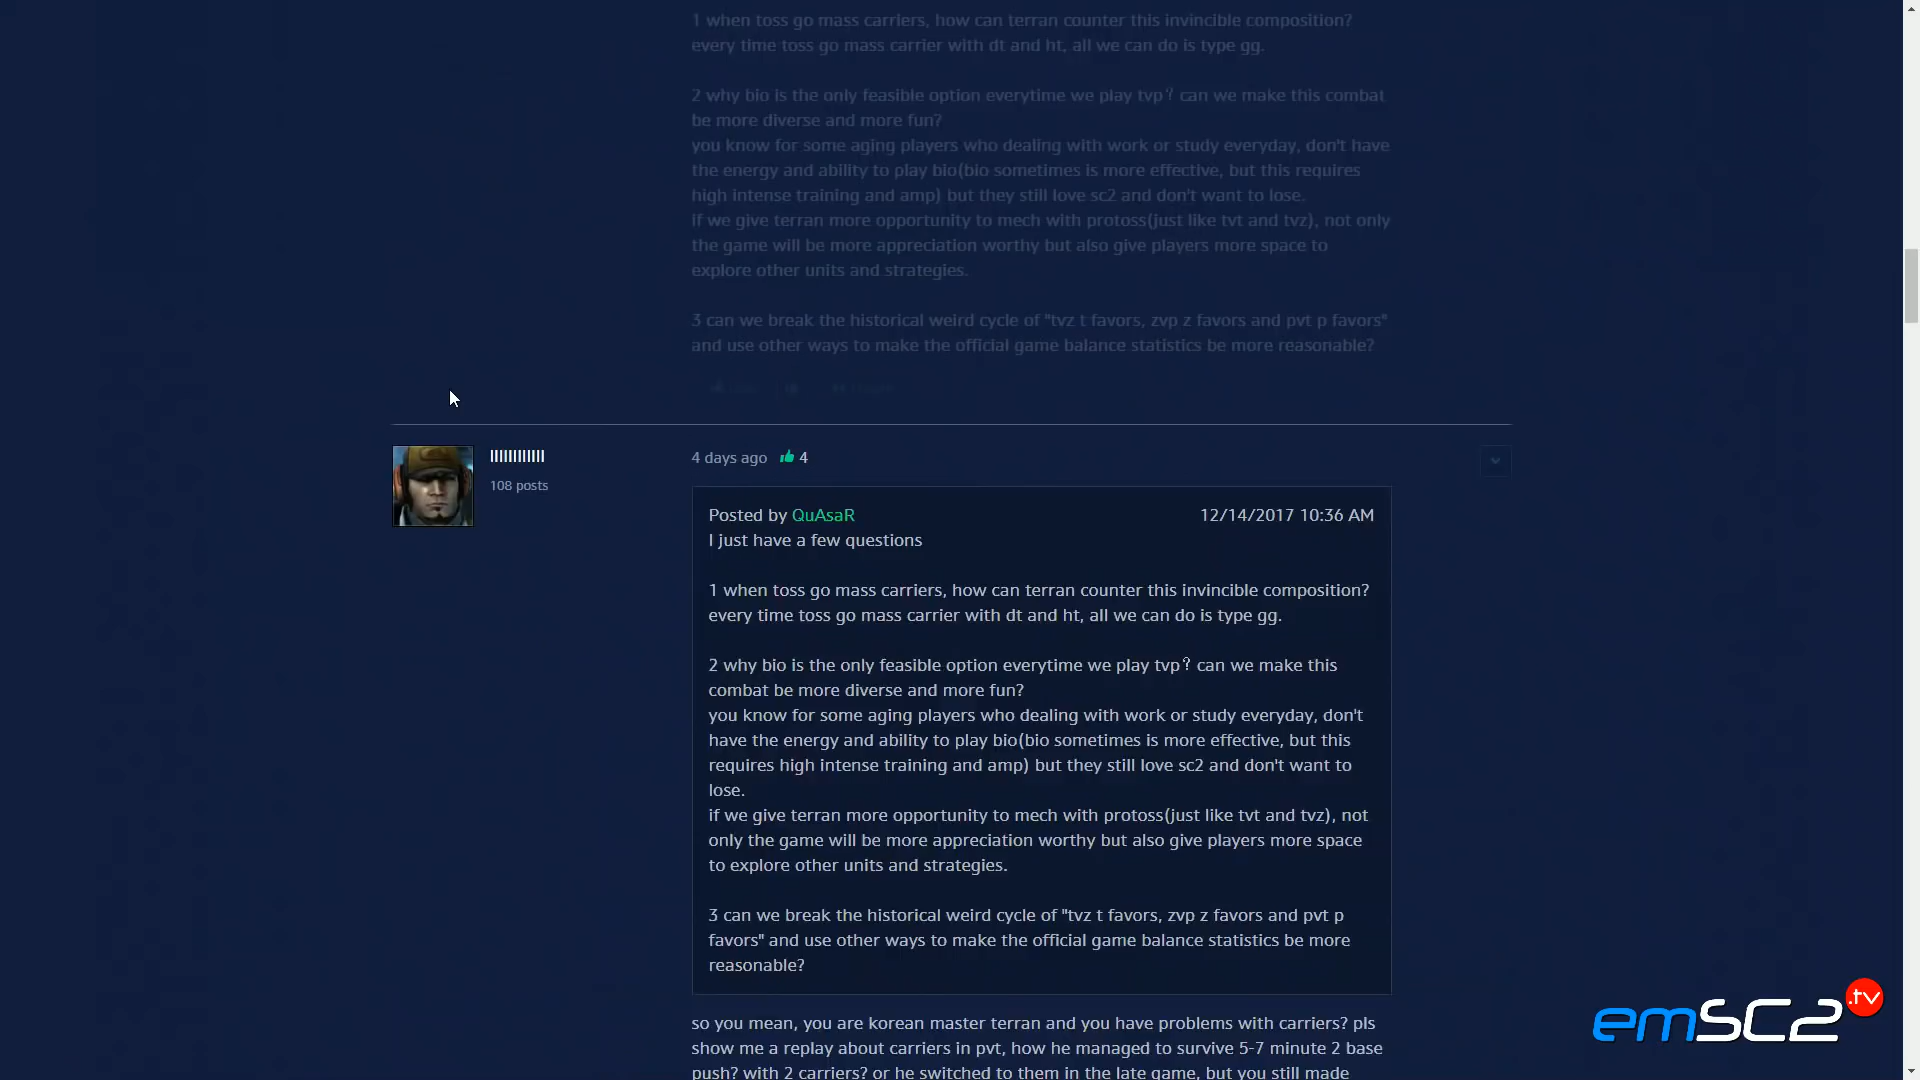 1 when toss go mass carriers, how can terran counter this invincible composition?
every time toss go mass carrier with dt and ht, all we can do is type gg.
2 why bio is the only feasible option everytime we play tvp？can we make this combat
be more diverse and more fun?
you know for some aging players who dealing with work or study everyday, don't have
the energy and ability to play bio(bio sometimes is more effective, but this requires
high intense training and amp) but they still love sc2 and don't want to lose.
if we give terran more opportunity to mech with protoss(just like tvt and tvz), not only
the game will be more appreciation worthy but also give players more space to
explore other units and strategies.
3 can we break the historical weird cycle of "tvz t favors, zvp z favors and pvt p favors"
and use other ways to make the official game balance statistics be more reasonable?
108 posts
4 days ago 4
Posted by QuAsaR 12/14/2017 10:36 AM
I just have a few questions
1 when toss go mass carriers, how can terran counter this invincible composition?
every time toss go mass carrier with dt and ht, all we can do is type gg.
2 why bio is the only feasible option everytime we play tvp？can we make this
combat be more diverse and more fun?
you know for some aging players who dealing with work or study everyday, don't
have the energy and ability to play bio(bio sometimes is more effective, but this
requires high intense training and amp) but they still love sc2 and don't want to
lose.
if we give terran more opportunity to mech with protoss(just like tvt and tvz), not
only the game will be more appreciation worthy but also give players more space
to explore other units and strategies.
3 can we break the historical weird cycle of "tvz t favors, zvp z favors and pvt p
favors" and use other ways to make the official game balance statistics be more
reasonable?
so you mean, you are korean master terran and you have problems with carriers? pls
show me a replay about carriers in pvt, how he managed to survive 5-7 minute 2 base
push? with 2 carriers? or he switched to them in the late game, but you still made
emSC2.tv